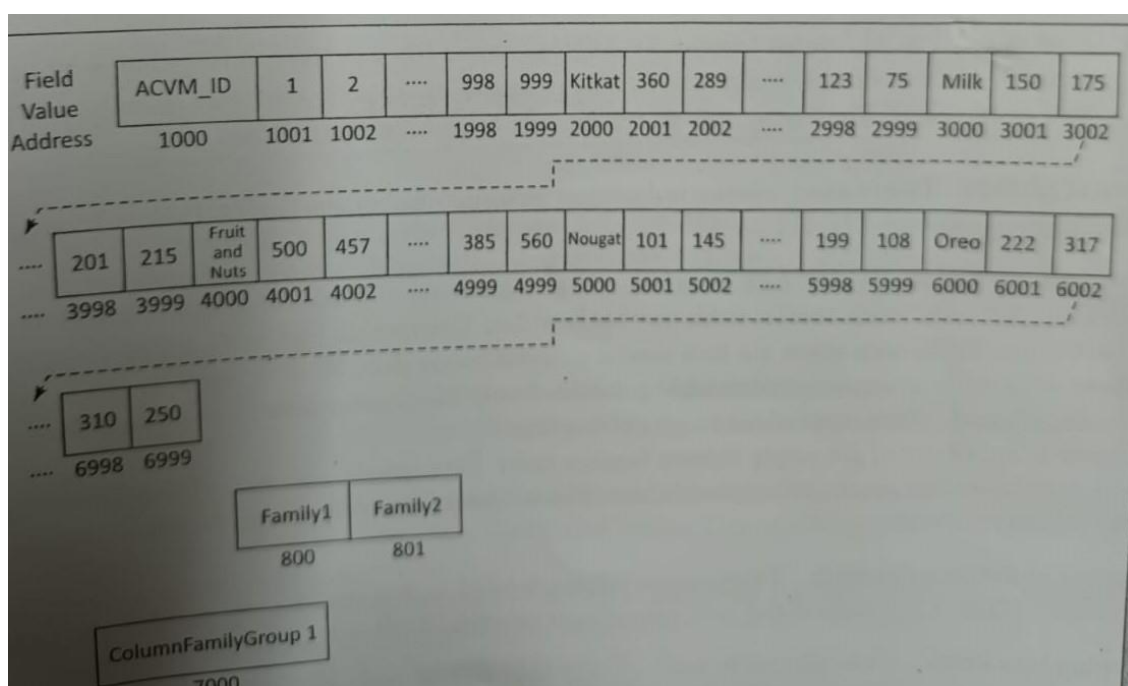 Field
Value
Address
ACVM_ID 1 2 .... 998 999 Kitkat 360 289 .... 123 75 Milk 150 175
1000 1001 1002 .... 1998 1999 2000 2001 2002 .... 2998 2999 3000 3001 3002
.... 201 215 Fruit and Nuts 500 457 .... 385 560 Nougat 101 145 .... 199 108 Oreo 222 317
.... 3998 3999 4000 4001 4002 .... 4999 4999 5000 5001 5002 .... 5998 5999 6000 6001 6002
.... 310 250
.... 6998 6999
Family1 Family2
800 801
ColumnFamilyGroup 1
7000